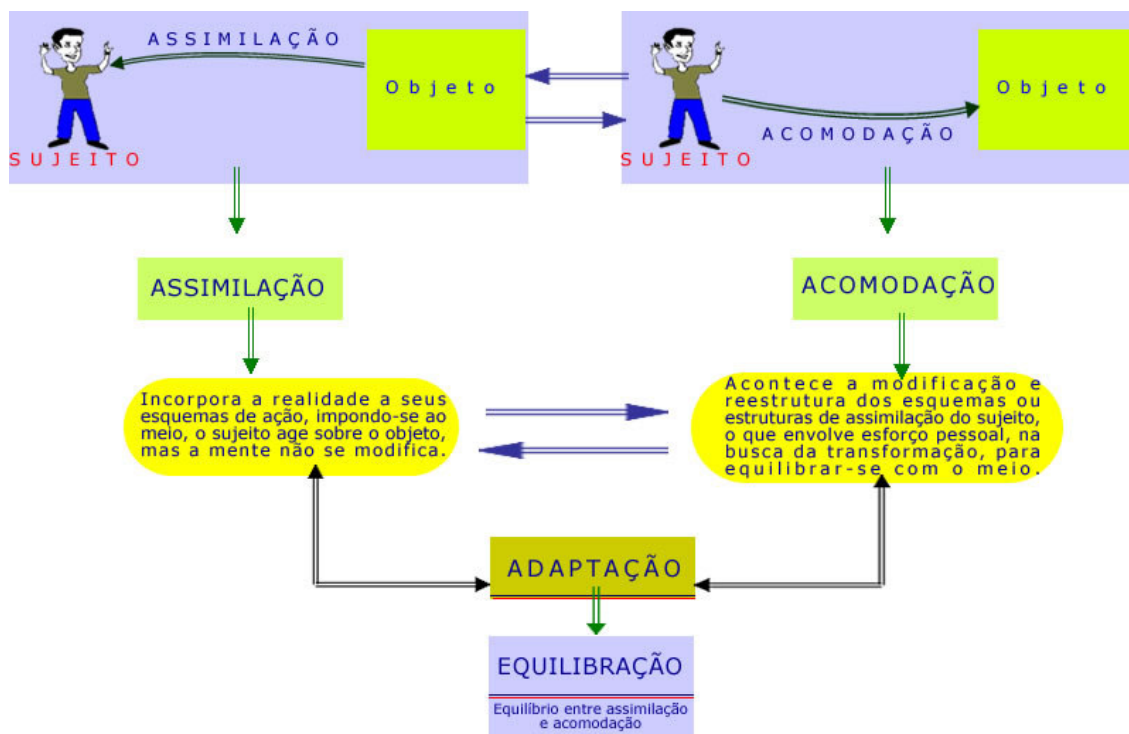 ASSIMILAÇÃO
Objeto
SUJEITO
Objeto
ACOMODAÇÃO
SUJEITO
ASSIMILAÇÃO
ACOMODAÇÃO
Incorpora a realidade a seus
esquemas de ação, impondo-se ao
meio, o sujeito age sobre o objeto,
mas a mente não se modifica.
Acontece a modificação e
reestrutura dos esquemas ou
estruturas de assimilação do sujeito,
o que envolve esforço pessoal, na
busca da transformação, para
equilibrar-se com o meio.
ADAPTAÇÃO
EQUILIBRAÇÃO
Equilíbrio entre assimilação
e acomodação